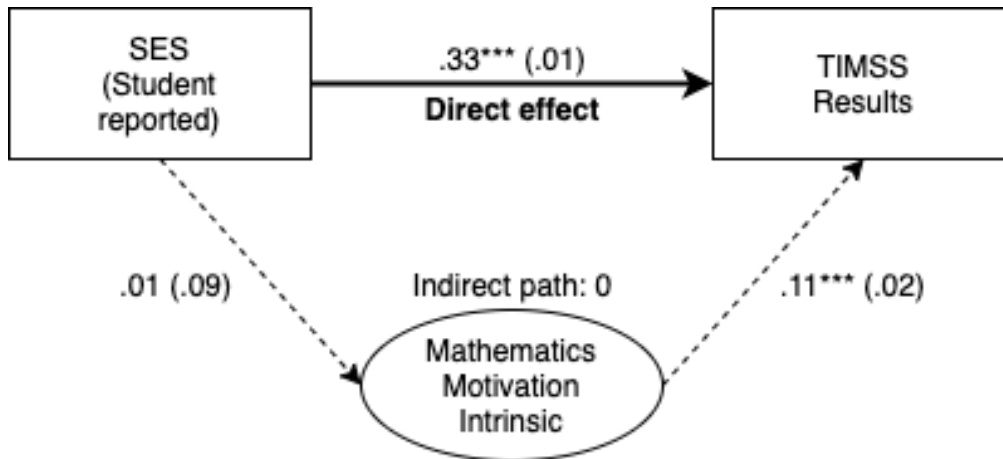 SES
(Student
reported)
.33*** (.01)
Direct effect
TIMSS
Results
.01 (.09)
Indirect path: 0
.11*** (.02)
Mathematics
Motivation
Intrinsic